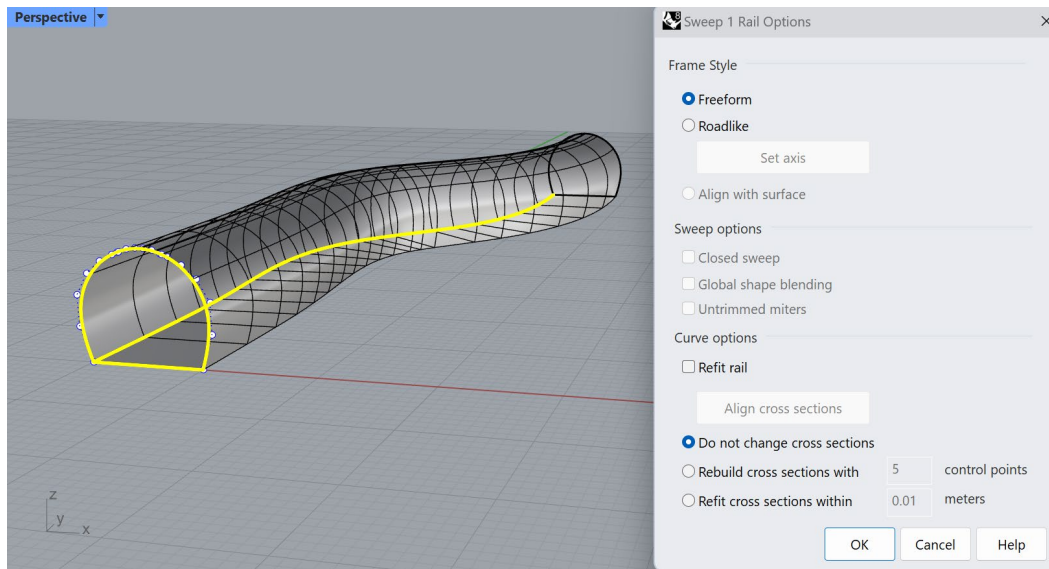 Perspective
Sweep 1 Rail Options
Frame Style
Freeform
Roadlike
Set axis
Align with surface
Sweep options
Closed sweep
Global shape blending
Untrimmed miters
Curve options
Refit rail
Align cross sections
Do not change cross sections
Rebuild cross sections with 5 control points
Refit cross sections within 0.01 meters
OK Cancel Help
z
y
x